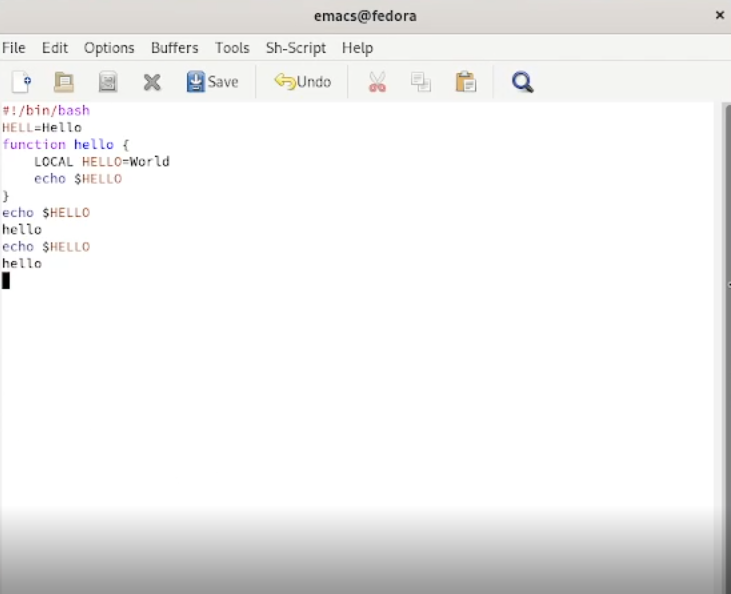 emacs@fedora ×
File Edit Options Buffers Tools Sh-Script Help
Save Undo
#!/bin/bash
HELL=Hello
function hello {
    LOCAL HELLO=World
    echo $HELLO
}
echo $HELLO
hello
echo $HELLO
hello